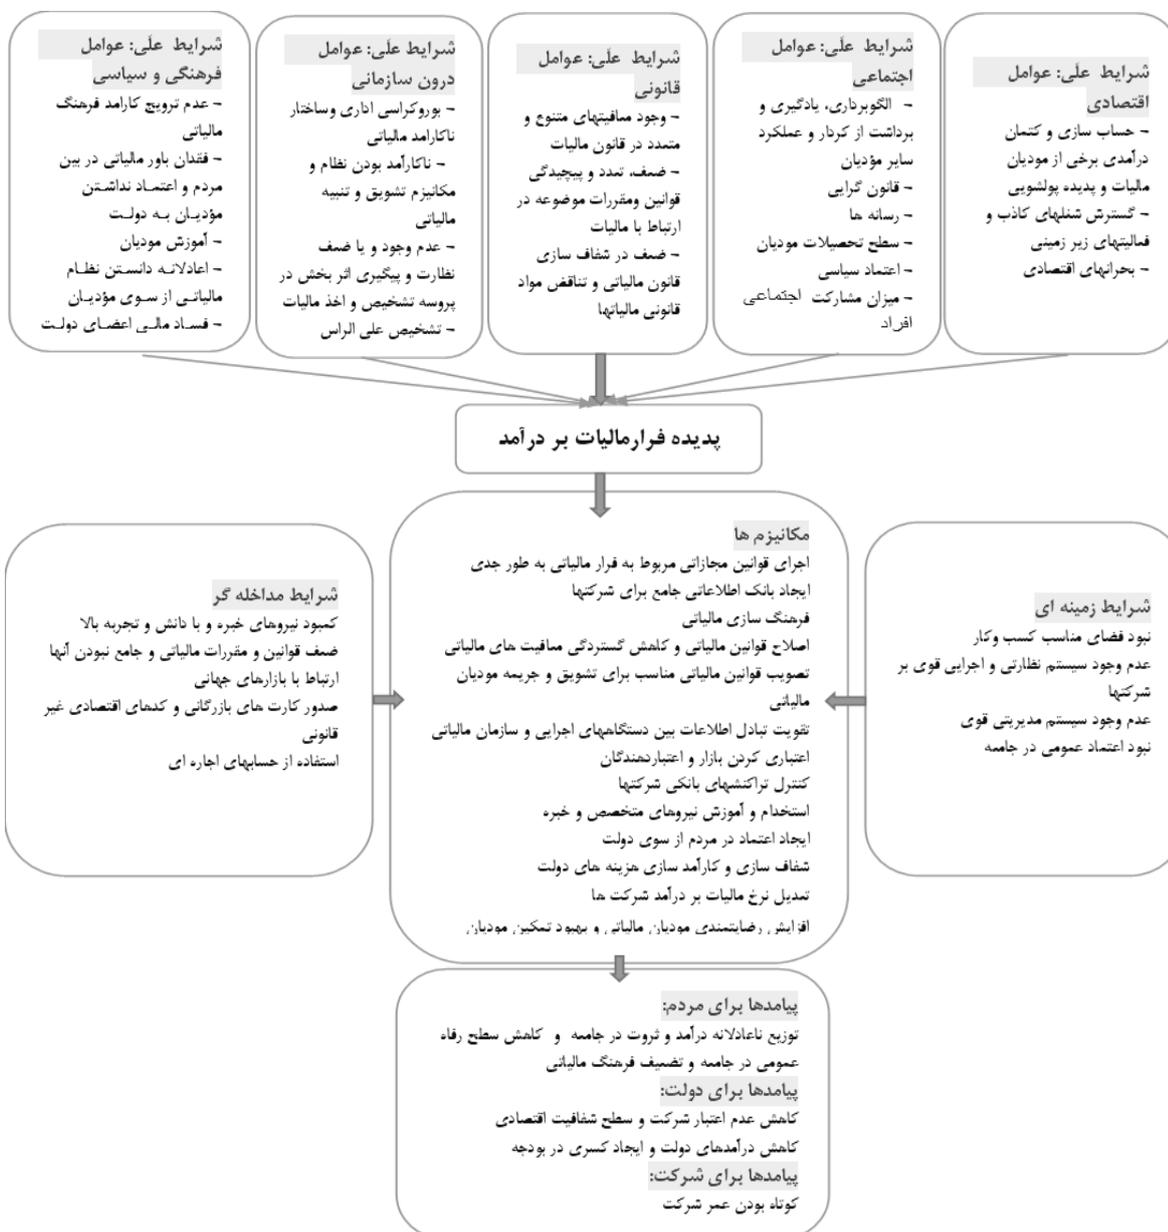 شرایط علّی: عوامل
اقتصادی
- حساب سازی و کتمان
درآمدی برخی از مودیان
مالیات و پدیده پولشویی
- گسترش شغلهای کاذب و
فعالیتهای زیر زمینی
- بحرانهای اقتصادی
شرایط علّی: عوامل
اجتماعی
- الگوبرداری، یادگیری و
برداشت از کردار و عملکرد
سایر مؤدیان
- قانون گرایی
- رسانه ها
- سطح تحصیلات مودیان
- اعتماد سیاسی
- میزان مشارکت اجتماعی
افراد
شرایط علّی: عوامل
قانونی
- وجود معافیتهای متنوع و
متعدد در قانون مالیات
- ضعف، تعدد و پیچیدگی
قوانین ومقررات موضوعه در
ارتباط با مالیات
- ضعف در شفاف سازی
قانون مالیاتی و تناقض مواد
قانونی مالیاتها
شرایط علّی: عوامل
درون سازمانی
- بوروکراسی اداری وساختار
ناکارامد مالیاتی
- ناکارآمد بودن نظام و
مکانیزم تشویق و تنبیه
مالیاتی
- عدم وجود و یا ضعف
نظارت و پیگیری اثر بخش در
پروسه تشخیص و اخذ مالیات
- تشخیص علی الراس
شرایط علّی: عوامل
فرهنگی و سیاسی
- عدم ترویج کارامد فرهنگ
مالیاتی
- فقدان باور مالیاتی در بین
مردم و اعتماد نداشتن
مؤدیان به دولت
- آموزش مودیان
- اعادلانه دانستن نظام
مالیاتی از سوی مؤدیان
- فساد مالی اعضای دولت
پدیده فرارمالیات بر درآمد
شرایط زمینه ای
نبود فضای مناسب کسب وکار
عدم وجود سیستم نظارتی و اجرایی قوی بر
شرکتها
عدم وجود سیستم مدیریتی قوی
نبود اعتماد عمومی در جامعه
مکانیزم ها
اجرای قوانین مجازاتی مربوط به فرار مالیاتی به طور جدی
ایجاد بانک اطلاعاتی جامع برای شرکتها
فرهنگ سازی مالیاتی
اصلاح قوانین مالیاتی و کاهش گستردگی معافیت های مالیاتی
تصویب قوانین مالیاتی مناسب برای تشویق و جریمه مودیان
مالیاتی
تقویت تبادل اطلاعات بین دستگاههای اجرایی و سازمان مالیاتی
اعتباری کردن بازار و اعتباردهندگان
کنترل تراکنشهای بانکی شرکتها
استخدام و آموزش نیروهای متخصص و خبره
ایجاد اعتماد در مردم از سوی دولت
شفاف سازی و کارآمد سازی هزینه های دولت
تعدیل نرخ مالیات بر درآمد شرکت ها
افزایش رضایتمندی مودیان مالیاتی و بهبود تمکین مودیان
شرایط مداخله گر
کمبود نیروهای خبره و با دانش و تجربه بالا
ضعف قوانین و مقررات مالیاتی و جامع نبودن آنها
ارتباط با بازارهای جهانی
صدور کارت های بازرگانی و کدهای اقتصادی غیر
قانونی
استفاده از حسابهای اجاره ای
پیامدها برای مردم:
توزیع ناعادلانه درآمد و ثروت در جامعه و کاهش سطح رفاه
عمومی در جامعه و تضعیف فرهنگ مالیاتی
پیامدها برای دولت:
کاهش عدم اعتبار شرکت و سطح شفافیت اقتصادی
کاهش درآمدهای دولت و ایجاد کسری در بودجه
پیامدها برای شرکت:
کوتاه بودن عمر شرکت